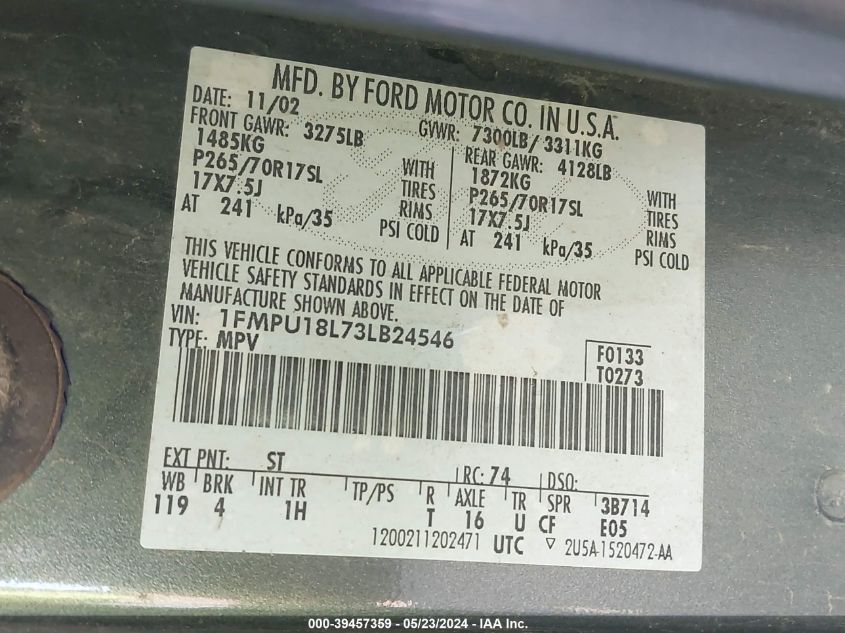 MFD. BY FORD MOTOR CO. IN U.S.A.
DATE: 11/02 GVWR: 7300LB/ 3311KG
FRONT GAWR: 3275LB REAR GAWR: 4128LB
1485KG WITH 1872KG WITH
P265/70R17SL TIRES P265/70R17SL TIRES
17X7.5J RIMS 17X7.5J RIMS
AT 241 kPa/35 PSI COLD AT 241 kPa/35 PSI COLD
THIS VEHICLE CONFORMS TO ALL APPLICABLE FEDERAL MOTOR
VEHICLE SAFETY STANDARDS IN EFFECT ON THE DATE OF
MANUFACTURE SHOWN ABOVE.
VIN: 1FMPU18L73LB24546
TYPE: MPV
F0133
T0273
EXT PNT: ST RC: 74 DSO:
WB BRK INT TR TP/PS R AXLE TR SPR 3B714
119 4 1H T 16 U CF E05
1200211202471 UTC ▽ 2U5A-1520472-AA
000-39457359 — 05/23/2024 — IAA, Inc.